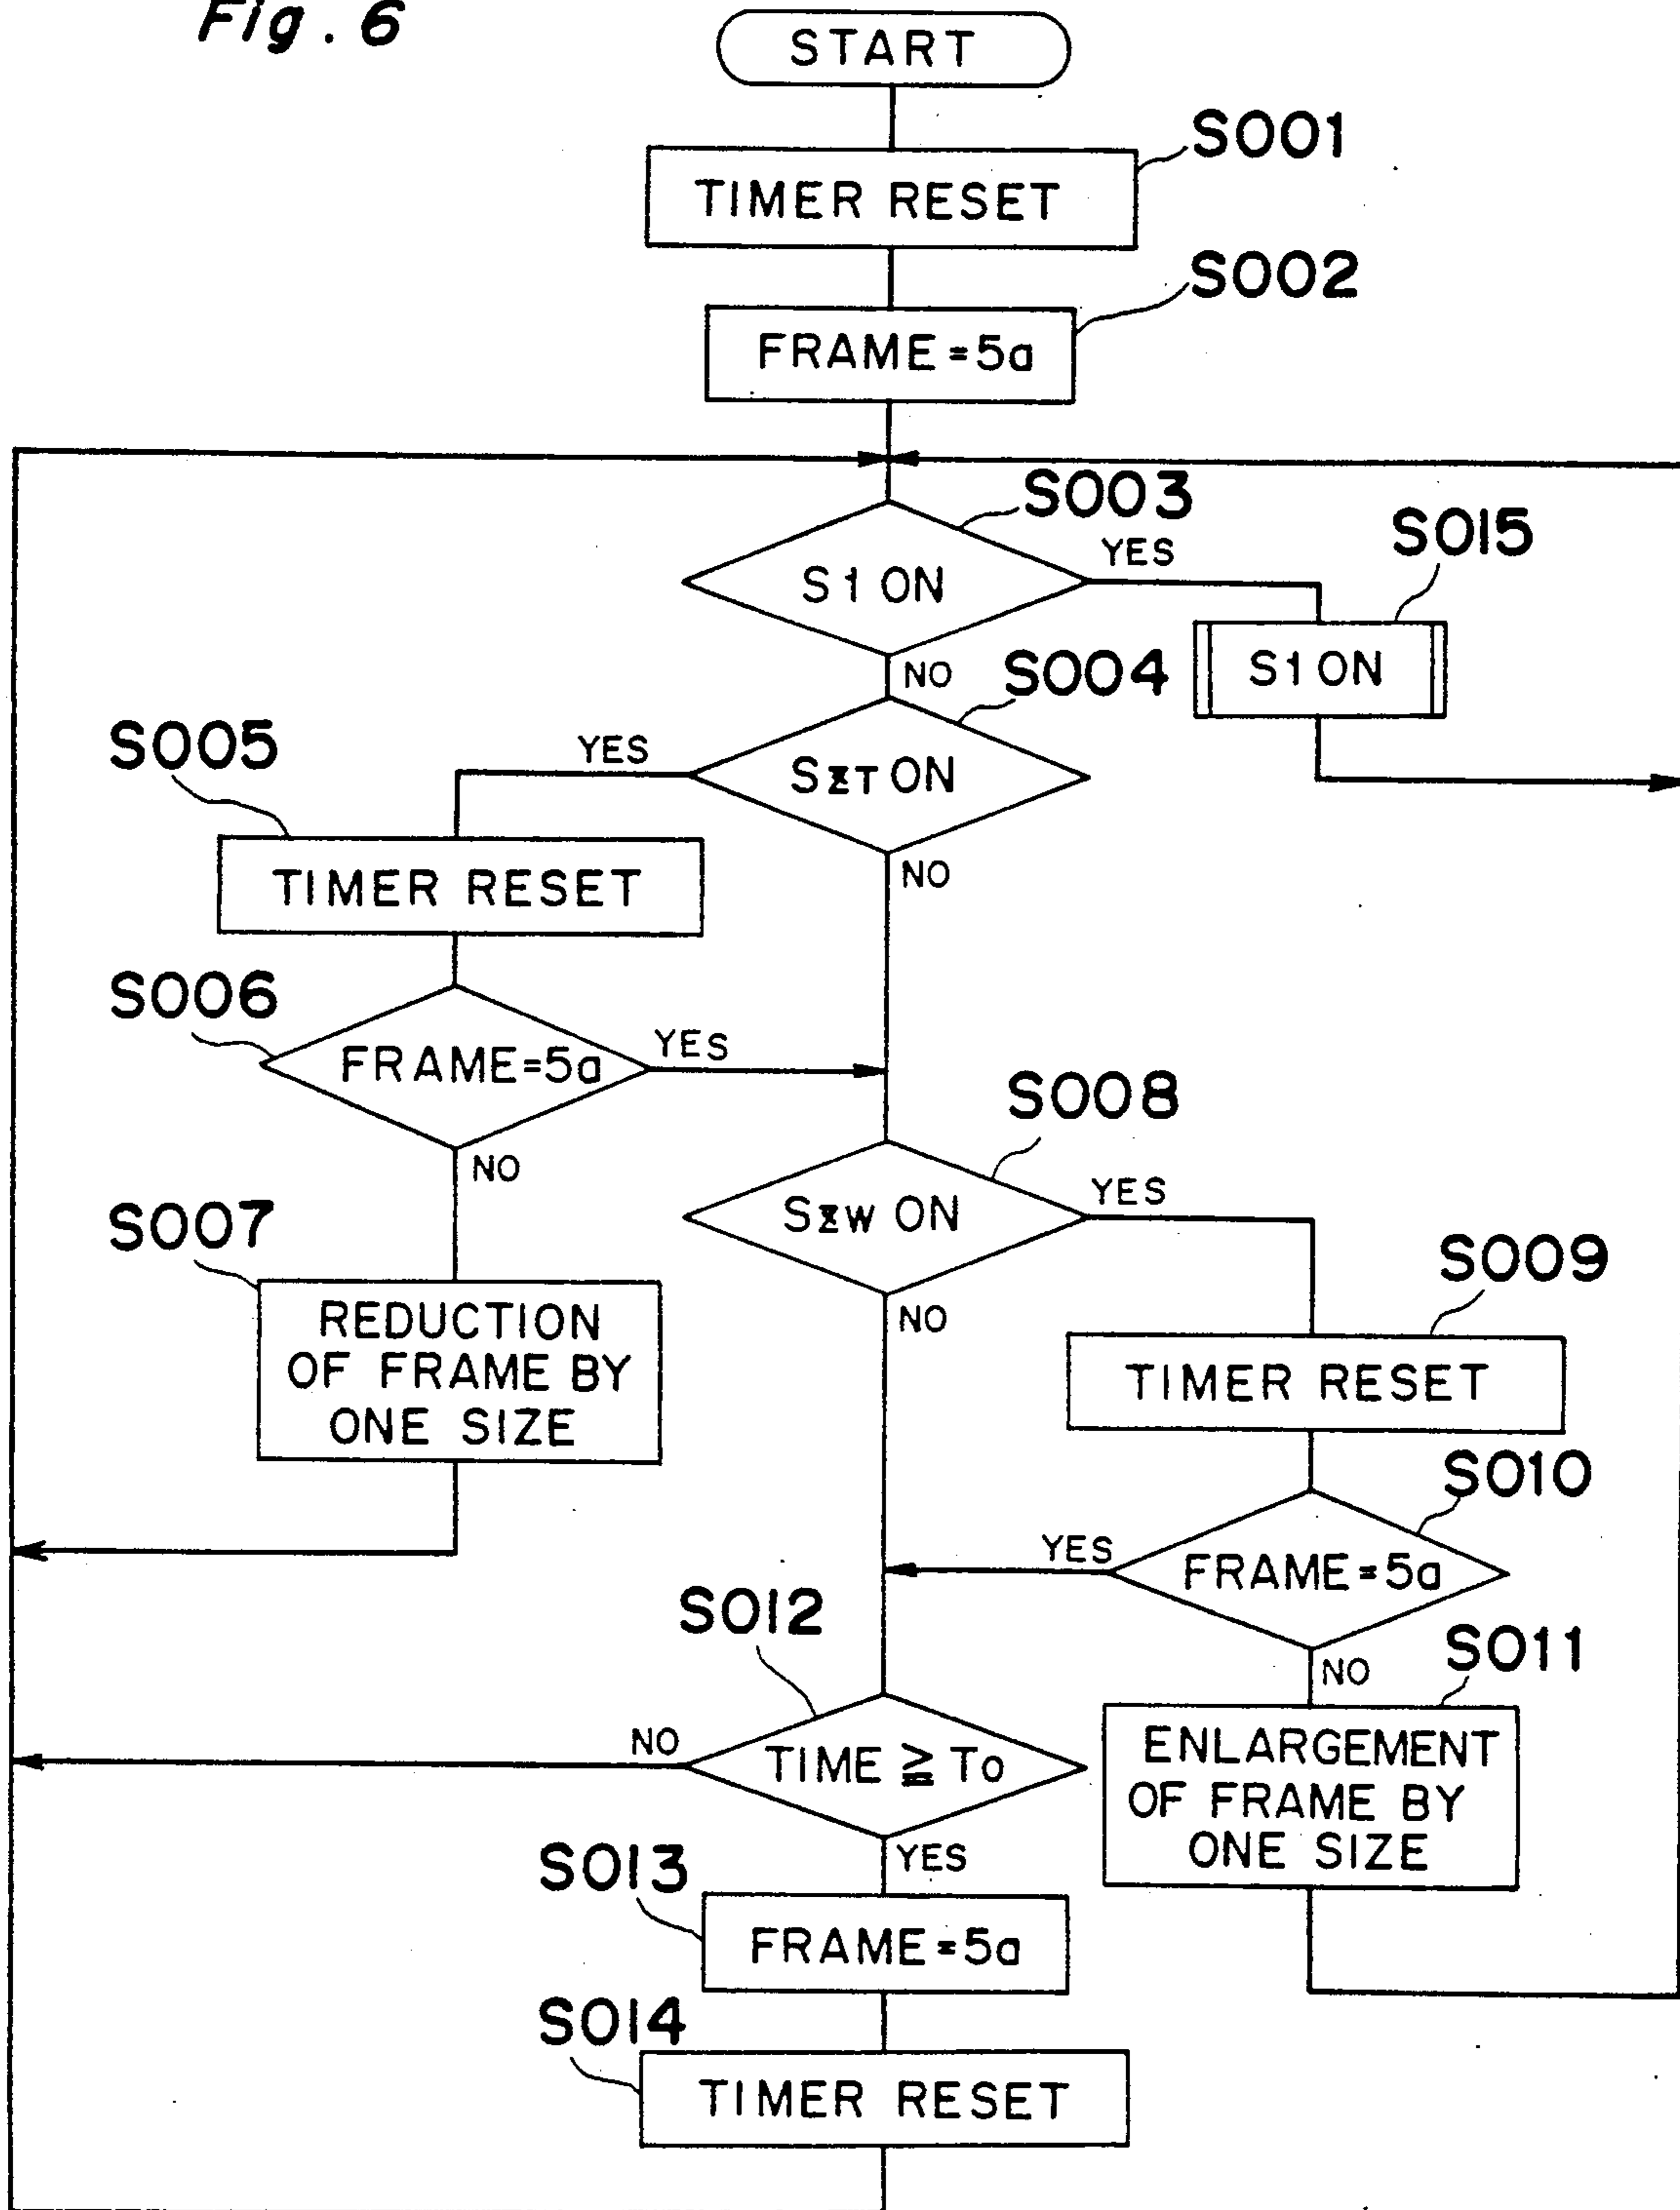 Fig. 6
START
S001
TIMER RESET
S002
FRAME=5a
S003
S1 ON
YES
S015
S1 ON
NO
S004
SZT ON
YES
S005
NO
TIMER RESET
S006
FRAME=5a
YES
NO
S008
SZW ON
YES
S007
REDUCTION
OF FRAME BY
ONE SIZE
NO
S009
TIMER RESET
S010
FRAME=5a
YES
NO
S011
ENLARGEMENT
OF FRAME BY
ONE SIZE
S012
TIME ≧ To
NO
YES
S013
FRAME=5a
S014
TIMER RESET